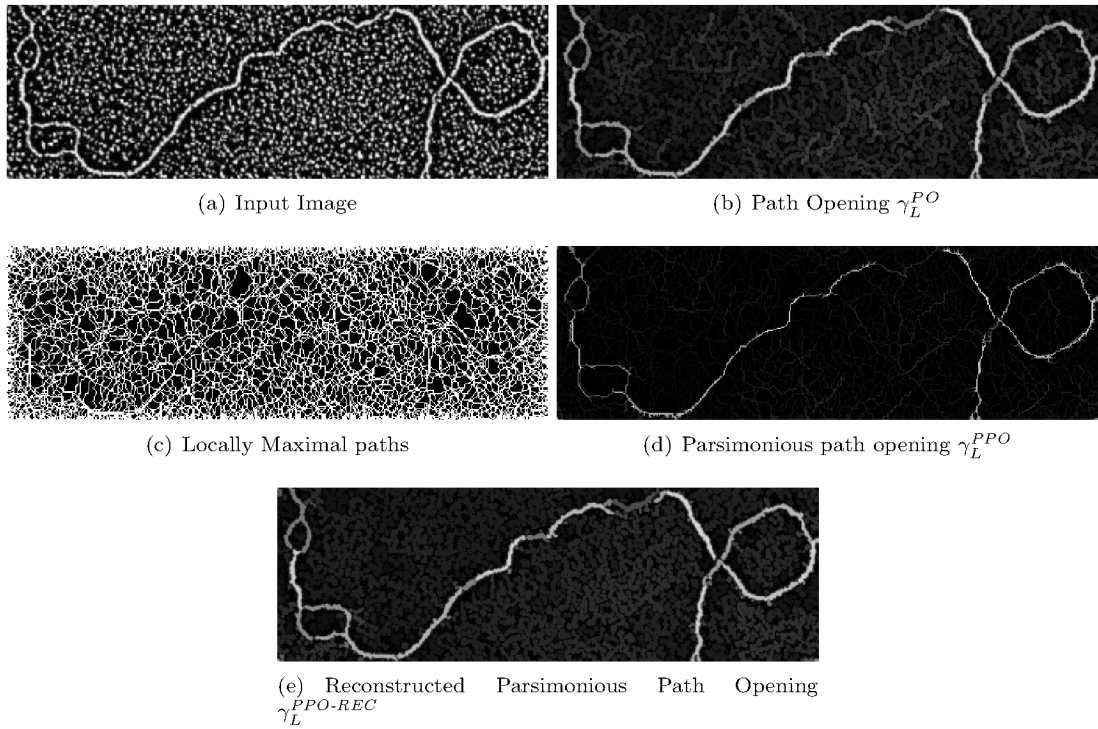 (a) Input Image
(b) Path Opening γ_L^{PO}
(c) Locally Maximal paths
(d) Parsimonious path opening γ_L^{PPO}
(e) Reconstructed Parsimonious Path Opening
γ_L^{PPO-REC}